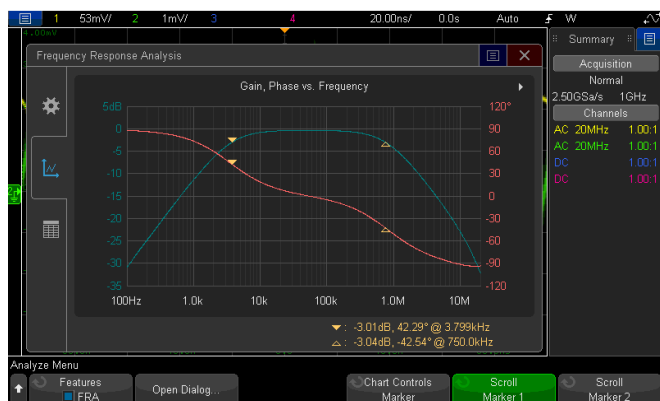 1 53mV/ 2 1mV/ 3 4 20.00ns/ 0.0s Auto W
4.00mV
Summary
Frequency Response Analysis
Acquisition
Normal
2.50GSa/s 1GHz
Channels
AC 20MHz 1.00:1
AC 20MHz 1.00:1
DC 1.00:1
DC 1.00:1
Gain, Phase vs. Frequency
5dB 120°
0 90
-5 60
-10 30
-15 0
-20 -30
-25 -60
-30 -90
-35 -120
100Hz 1.0k 10k 100k 1.0M 10M
: -3.01dB, 42.29° @ 3.799kHz
: -3.04dB, -42.54° @ 750.0kHz
Analyze Menu
Features
FRA
Open Dialog...
Chart Controls
Marker
Scroll
Marker 1
Scroll
Marker 2